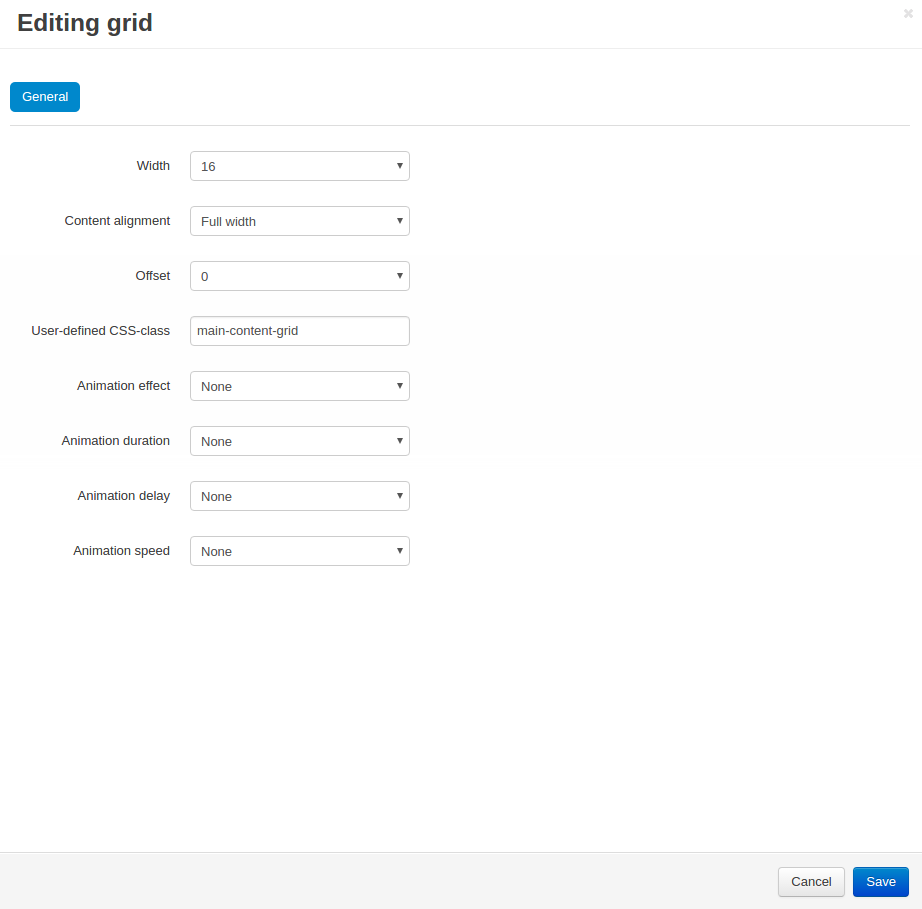 Editing grid
General
Width 16
Content alignment Full width
Offset 0
User-defined CSS-class main-content-grid
Animation effect None
Animation duration None
Animation delay None
Animation speed None
Cancel Save